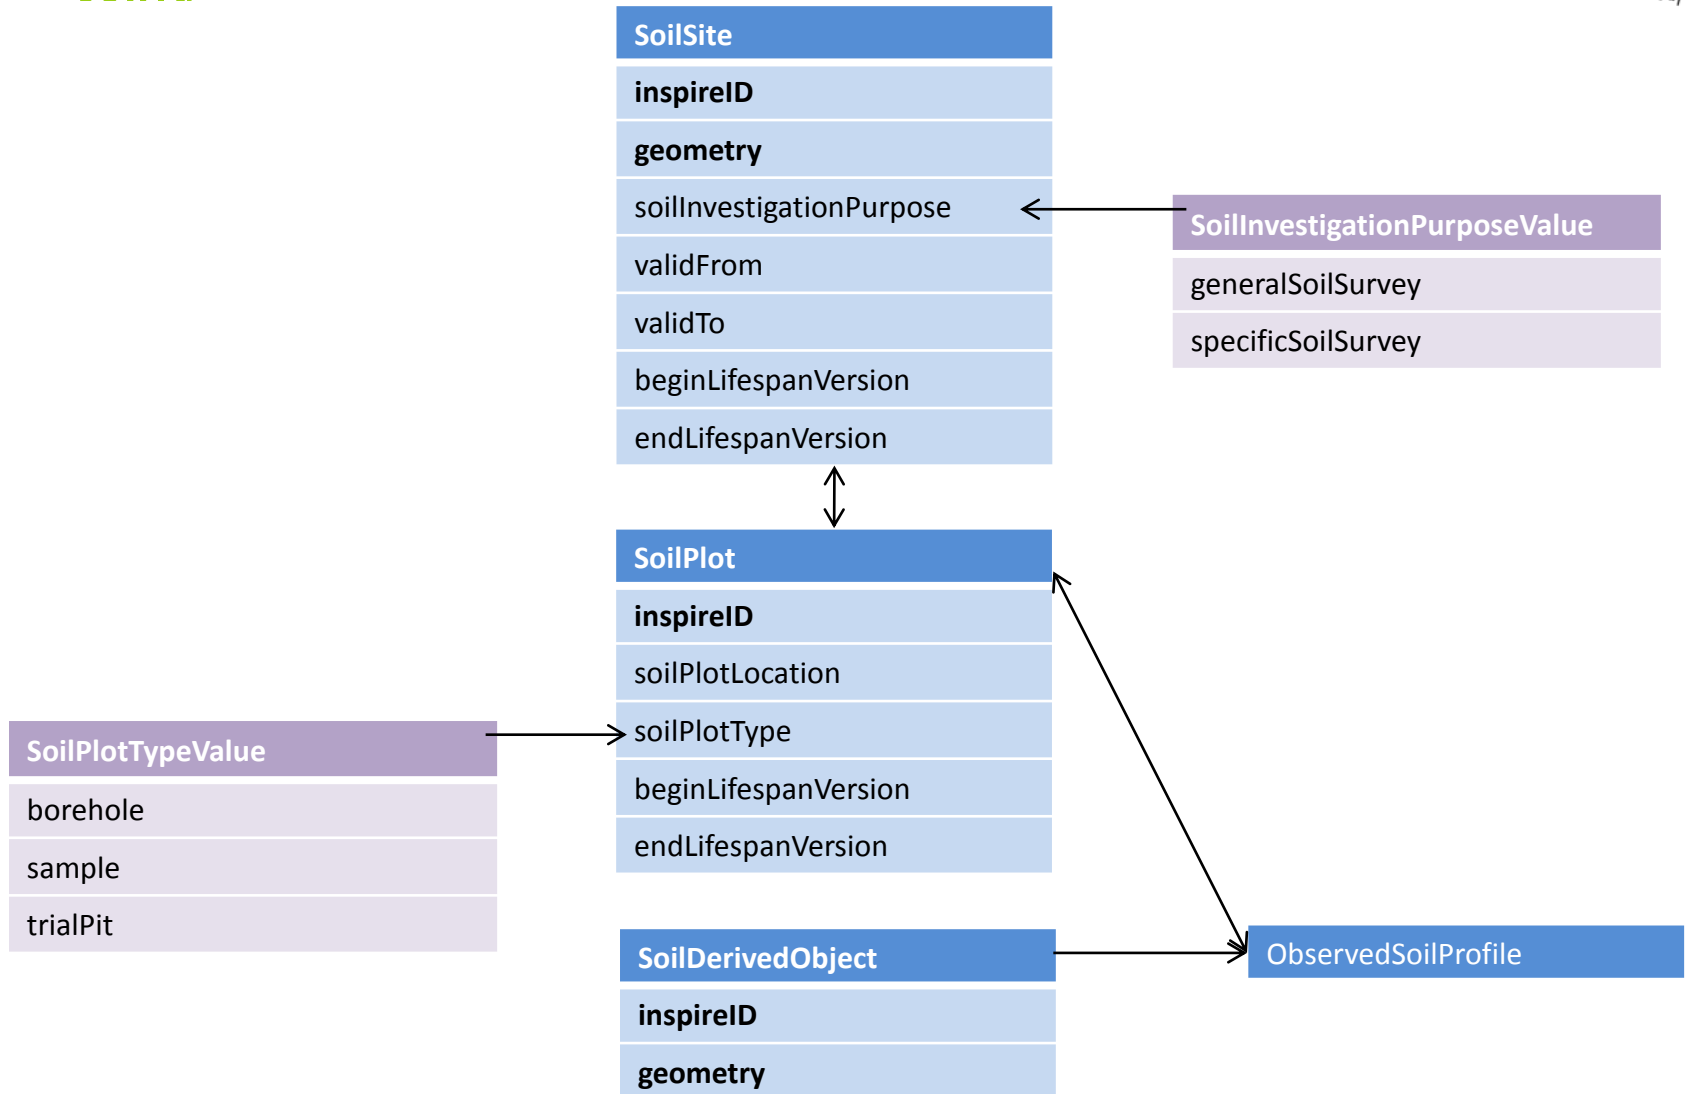 SoilSite
inspireID
geometry
soilInvestigationPurpose
validFrom
validTo
beginLifespanVersion
endLifespanVersion
SoilInvestigationPurposeValue
generalSoilSurvey
specificSoilSurvey
SoilPlot
inspireID
soilPlotLocation
soilPlotType
beginLifespanVersion
endLifespanVersion
SoilPlotTypeValue
borehole
sample
trialPit
SoilDerivedObject
inspireID
geometry
ObservedSoilProfile